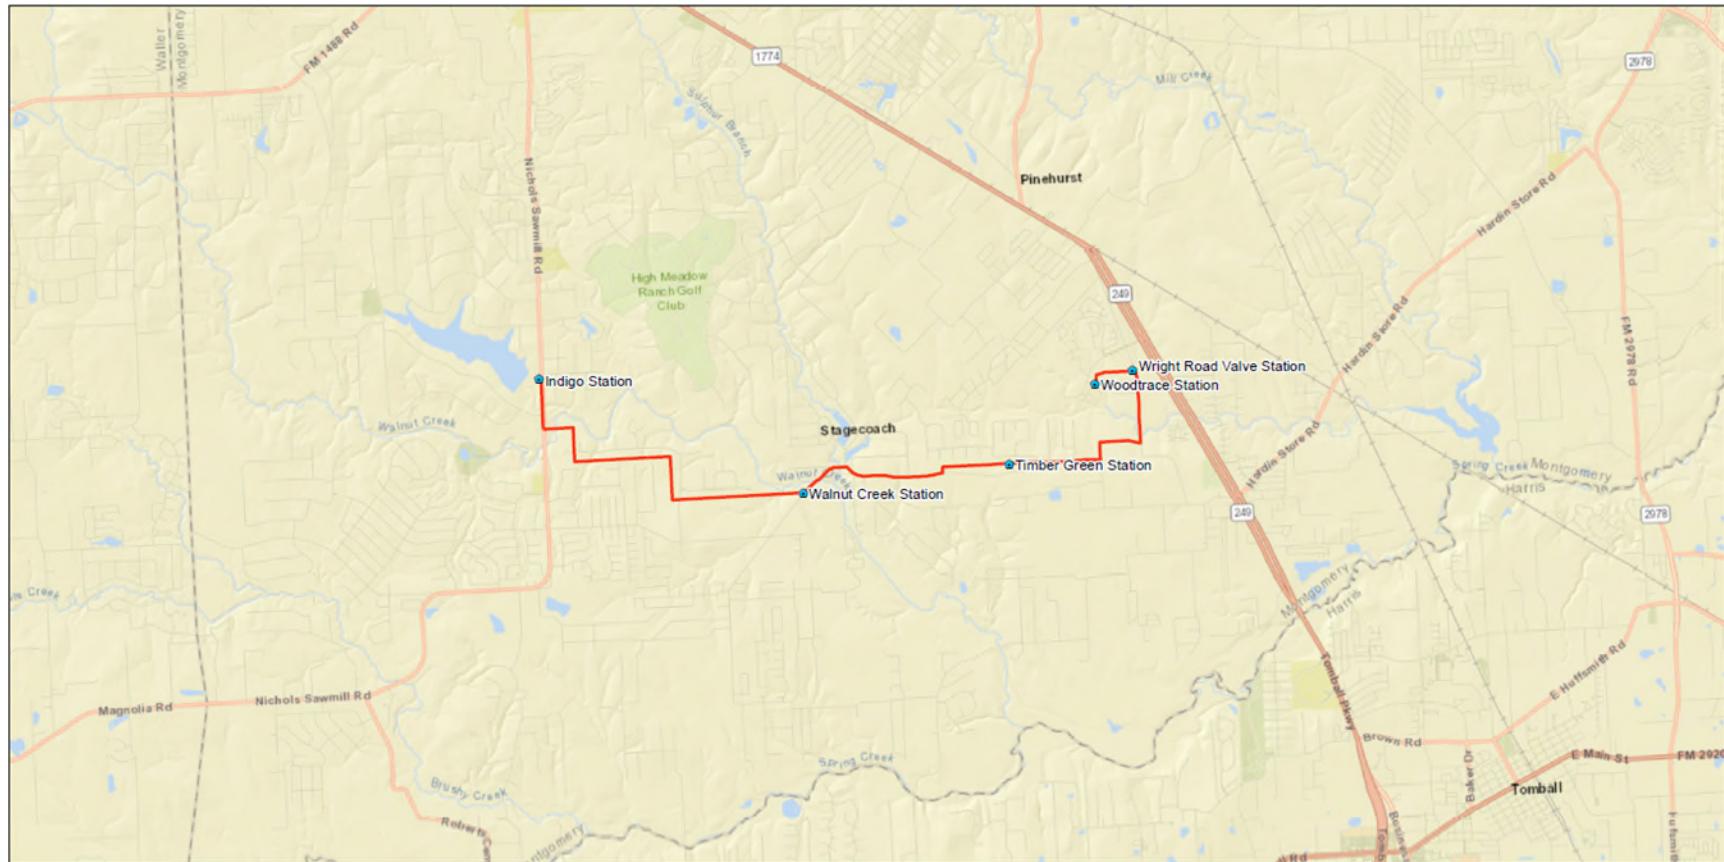 Waller
Montgomery
FM 1488 Rd
1774
2978
Mill Creek
Sulphur Branch
Nichols Sawmill Rd
Pinehurst
Hardin Store Rd
High Meadow
Ranch Golf
Club
249
Hardin Store Rd
FM 2978 Rd
Indigo Station
Wright Road Valve Station
Woodtrace Station
Walnut Creek
Stagecoach
Hardin Store Rd
Timber Green Station
Walnut Creek
Walnut Creek Station
Spring Creek
Montgomery
Harris
249
2978
Creek
Montgomery
Harris
Magnolia Rd
Nichols Sawmill Rd
Tomball Pkwy
E Hufsmith Rd
Brown Rd
Spring Creek
E Main St
FM 2920
Baker Dr
Tomball
Brushy Creek
Roberts